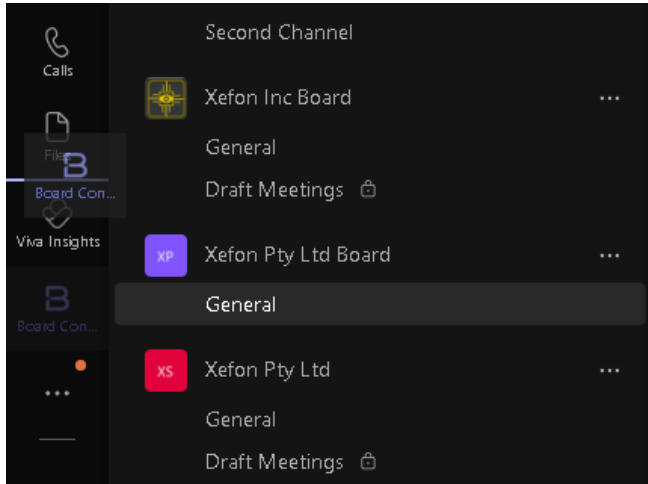 Calls
Files
B
Board Con...
Viva Insights
B
Board Con...
Second Channel
Xefon Inc Board
General
Draft Meetings
XP
Xefon Pty Ltd Board
General
XS
Xefon Pty Ltd
General
Draft Meetings